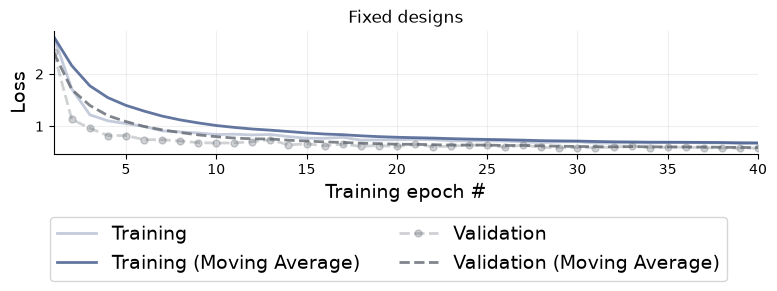 Fixed designs
Loss
2
1
5 10 15 20 25 30 35 40
Training epoch #
Training Validation
Training (Moving Average) Validation (Moving Average)